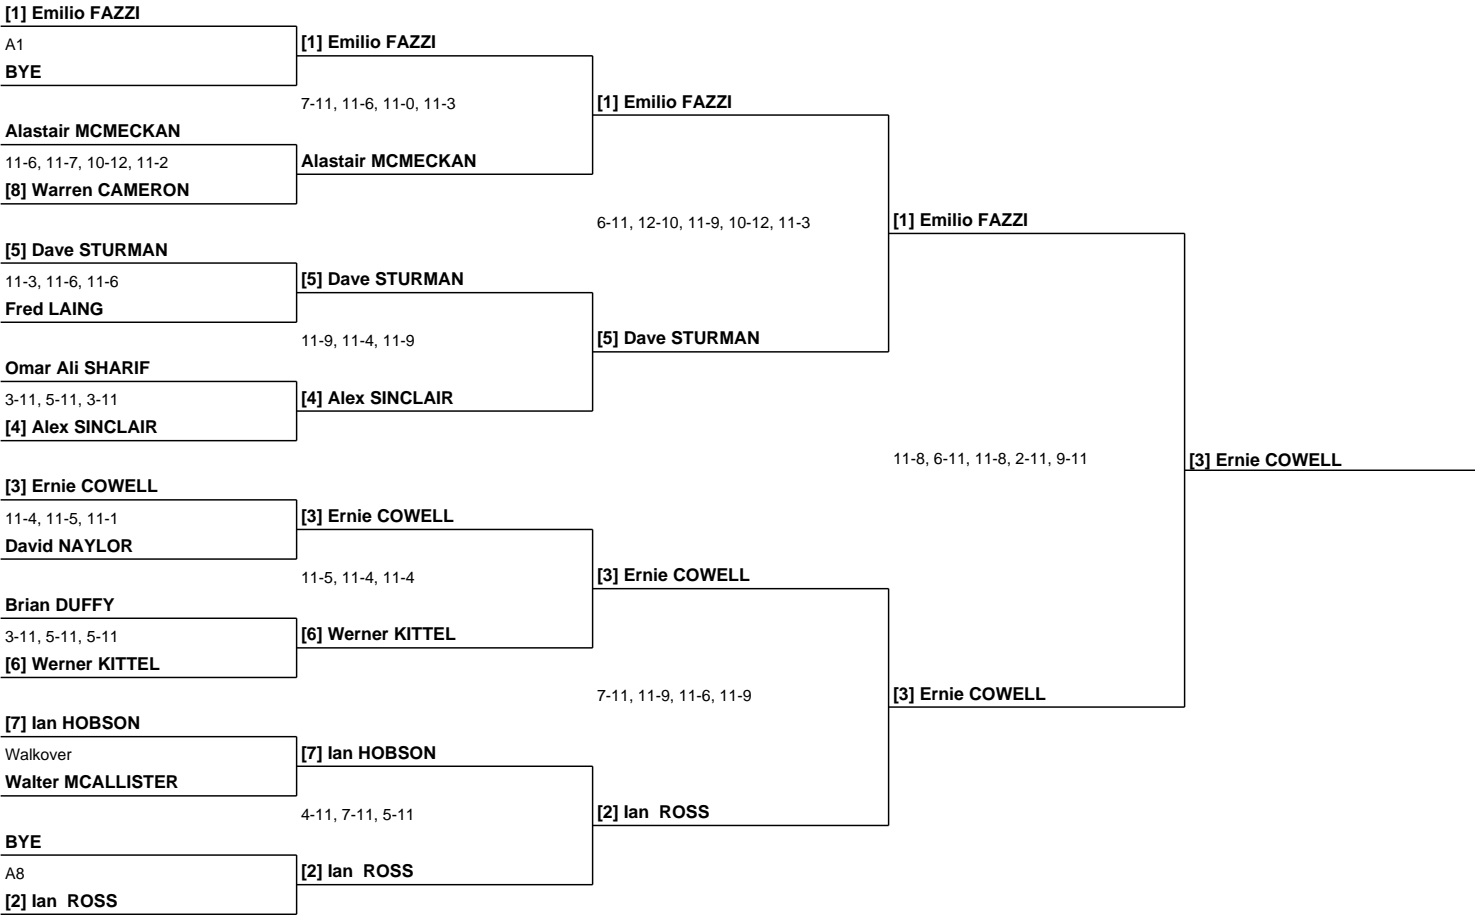 [1] Emilio FAZZI
A1
BYE
Alastair MCMECKAN
11-6, 11-7, 10-12, 11-2
[8] Warren CAMERON
[5] Dave STURMAN
11-3, 11-6, 11-6
Fred LAING
Omar Ali SHARIF
3-11, 5-11, 3-11
[4] Alex SINCLAIR
[3] Ernie COWELL
11-4, 11-5, 11-1
David NAYLOR
Brian DUFFY
3-11, 5-11, 5-11
[6] Werner KITTEL
[7] Ian HOBSON
Walkover
Walter MCALLISTER
BYE
A8
[2] Ian  ROSS
[1] Emilio FAZZI
7-11, 11-6, 11-0, 11-3
Alastair MCMECKAN
[5] Dave STURMAN
11-9, 11-4, 11-9
[4] Alex SINCLAIR
[3] Ernie COWELL
11-5, 11-4, 11-4
[6] Werner KITTEL
[7] Ian HOBSON
4-11, 7-11, 5-11
[2] Ian  ROSS
[1] Emilio FAZZI
6-11, 12-10, 11-9, 10-12, 11-3
[5] Dave STURMAN
[3] Ernie COWELL
7-11, 11-9, 11-6, 11-9
[2] Ian  ROSS
[1] Emilio FAZZI
11-8, 6-11, 11-8, 2-11, 9-11
[3] Ernie COWELL
[3] Ernie COWELL